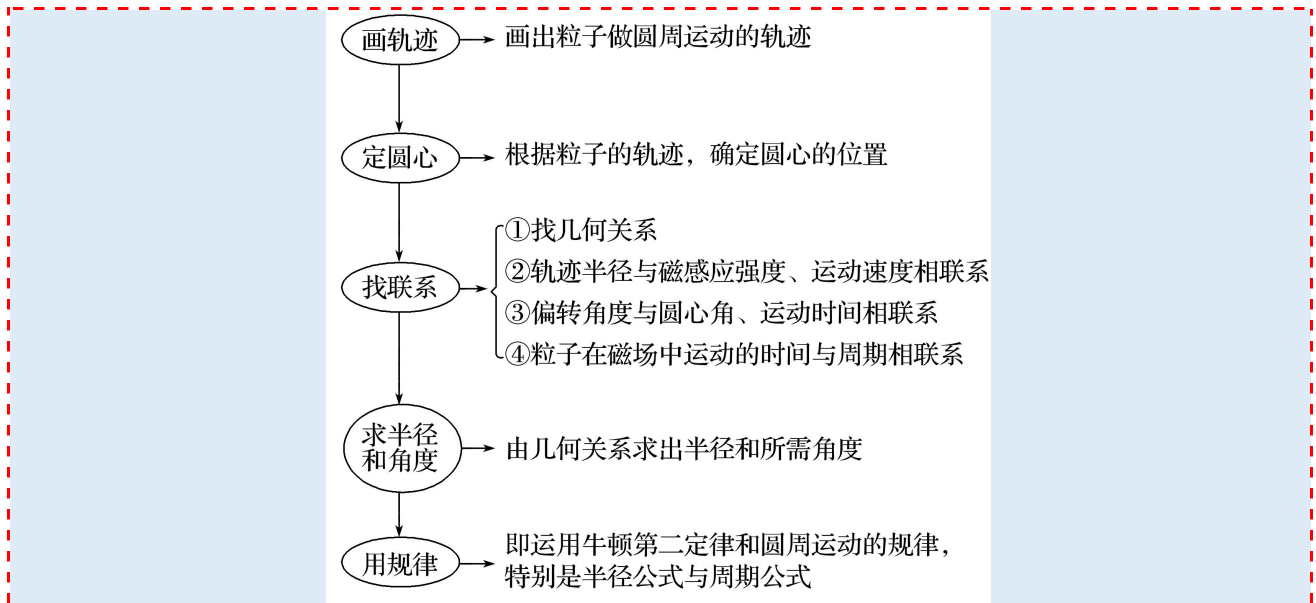 画轨迹 画出粒子做圆周运动的轨迹
定圆心 根据粒子的轨迹，确定圆心的位置
①找几何关系
②轨迹半径与磁感应强度、运动速度相联系
找联系
③偏转角度与圆心角、运动时间相联系
④粒子在磁场中运动的时间与周期相联系
求半径
和角度
由几何关系求出半径和所需角度
用规律
即运用牛顿第二定律和圆周运动的规律，
特别是半径公式与周期公式